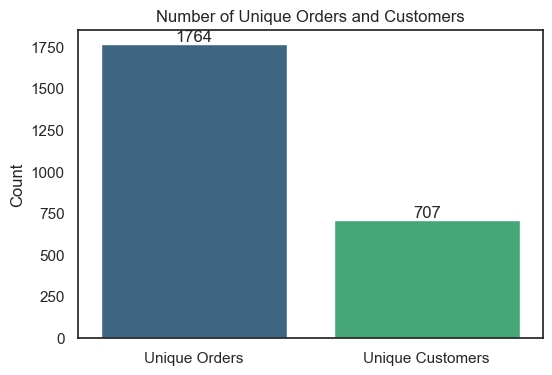 Number of Unique Orders and Customers
1764
707
1750
1500
1250
1000
750
500
250
0
Count
Unique Orders
Unique Customers